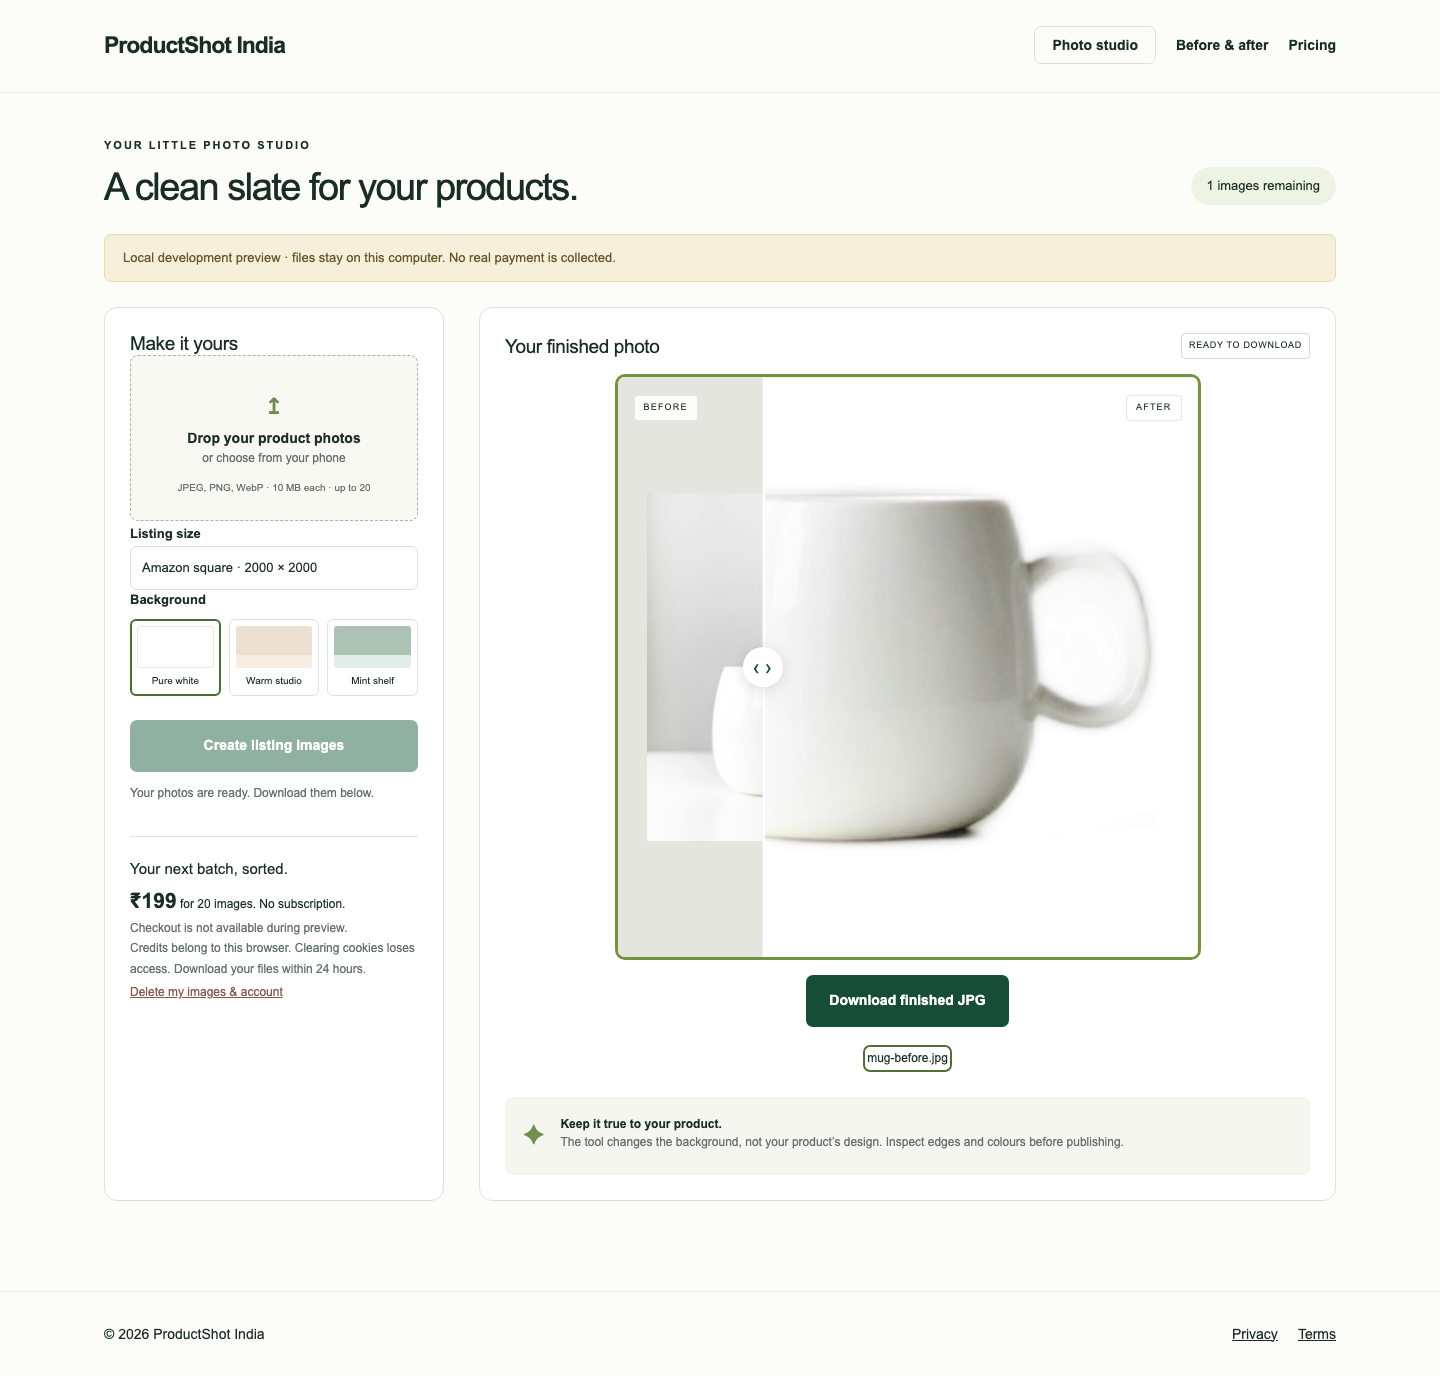 ProductShot India
Photo studio
Before & after
Pricing
YOUR LITTLE PHOTO STUDIO
A clean slate for your products.
1 images remaining
Local development preview · files stay on this computer. No real payment is collected.
Make it yours
↥
Drop your product photos
or choose from your phone
JPEG, PNG, WebP · 10 MB each · up to 20
Listing size
Amazon square · 2000 × 2000
Background
Pure white
Warm studio
Mint shelf
Create listing images
Your photos are ready. Download them below.
Your next batch, sorted.
₹199 for 20 images. No subscription.
Checkout is not available during preview.
Credits belong to this browser. Clearing cookies loses
access. Download your files within 24 hours.
Delete my images & account
Your finished photo
READY TO DOWNLOAD
BEFORE
AFTER
Download finished JPG
mug-before.jpg
Keep it true to your product.
The tool changes the background, not your product's design. Inspect edges and colours before publishing.
© 2026 ProductShot India
Privacy
Terms